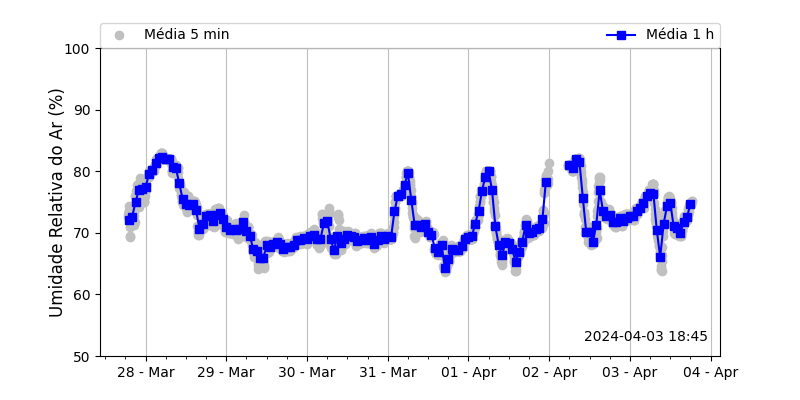 Média 5 min
Média 1 h
Umidade Relativa do Ar (%)
100
90
80
70
60
50
2024-04-03 18:45
28 - Mar
29 - Mar
30 - Mar
31 - Mar
01 - Apr
02 - Apr
03 - Apr
04 - Apr